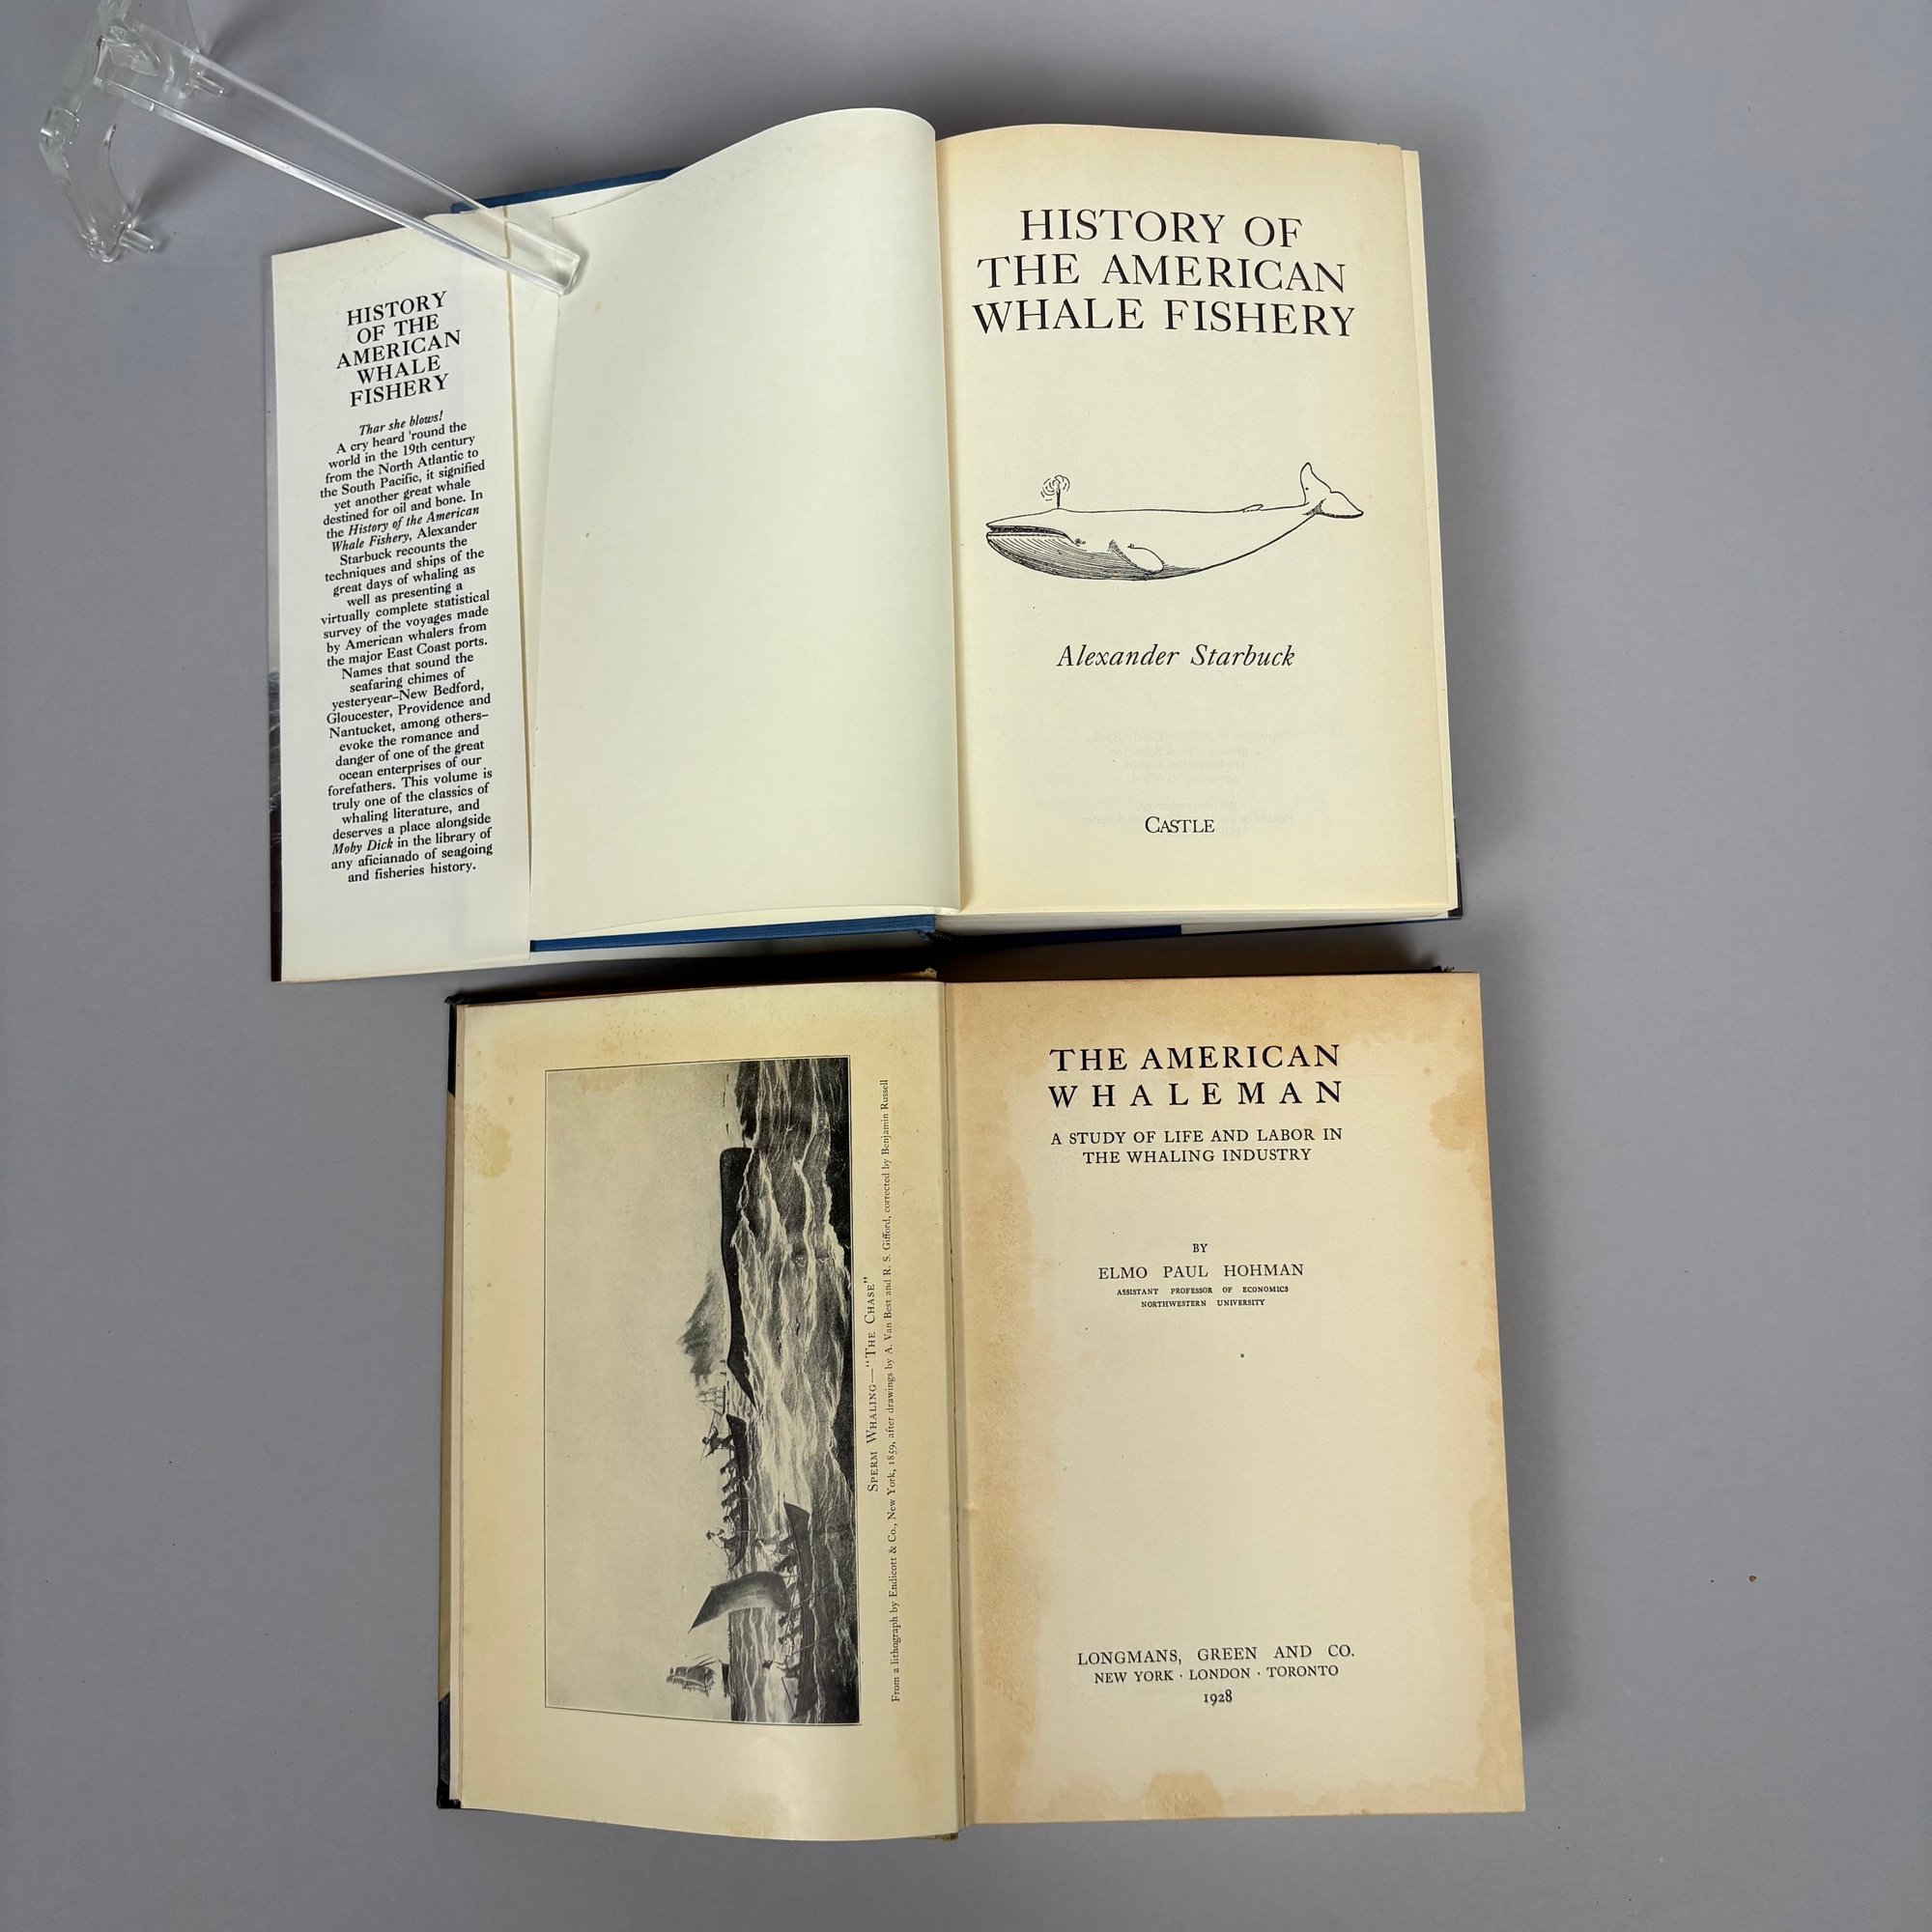 HISTORY
OF THE
AMERICAN
WHALE
FISHERY
Thar she blows!
A cry heard 'round the
world in the 19th century
from the North Atlantic to
the South Pacific, it signified
yet another great whale
destined for oil and bone. In
the History of the American
Whale Fishery, Alexander
Starbuck recounts the
techniques and ships of the
great days of whaling as
well as presenting a
virtually complete statistical
survey of the voyages made
by American whalers from
the major East Coast ports.
Names that sound the
seafaring chimes of
yesteryear–New Bedford,
Gloucester, Providence and
Nantucket, among others–
evoke the romance and
danger of one of the great
ocean enterprises of our
forefathers. This volume is
truly one of the classics of
whaling literature, and
deserves a place alongside
Moby Dick in the library of
any aficianado of seagoing
and fisheries history.
HISTORY OF
THE AMERICAN
WHALE FISHERY
Alexander Starbuck
CASTLE
SPERM WHALING—"THE CHASE"
From a lithograph by Endicott & Co., New York, 1859, after drawings by A. Van Best and R. S. Gifford, corrected by Benjamin Russell
THE AMERICAN
WHALEMAN
A STUDY OF LIFE AND LABOR IN
THE WHALING INDUSTRY
BY
ELMO PAUL HOHMAN
ASSISTANT PROFESSOR OF ECONOMICS
NORTHWESTERN UNIVERSITY
LONGMANS, GREEN AND CO.
NEW YORK · LONDON · TORONTO
1928